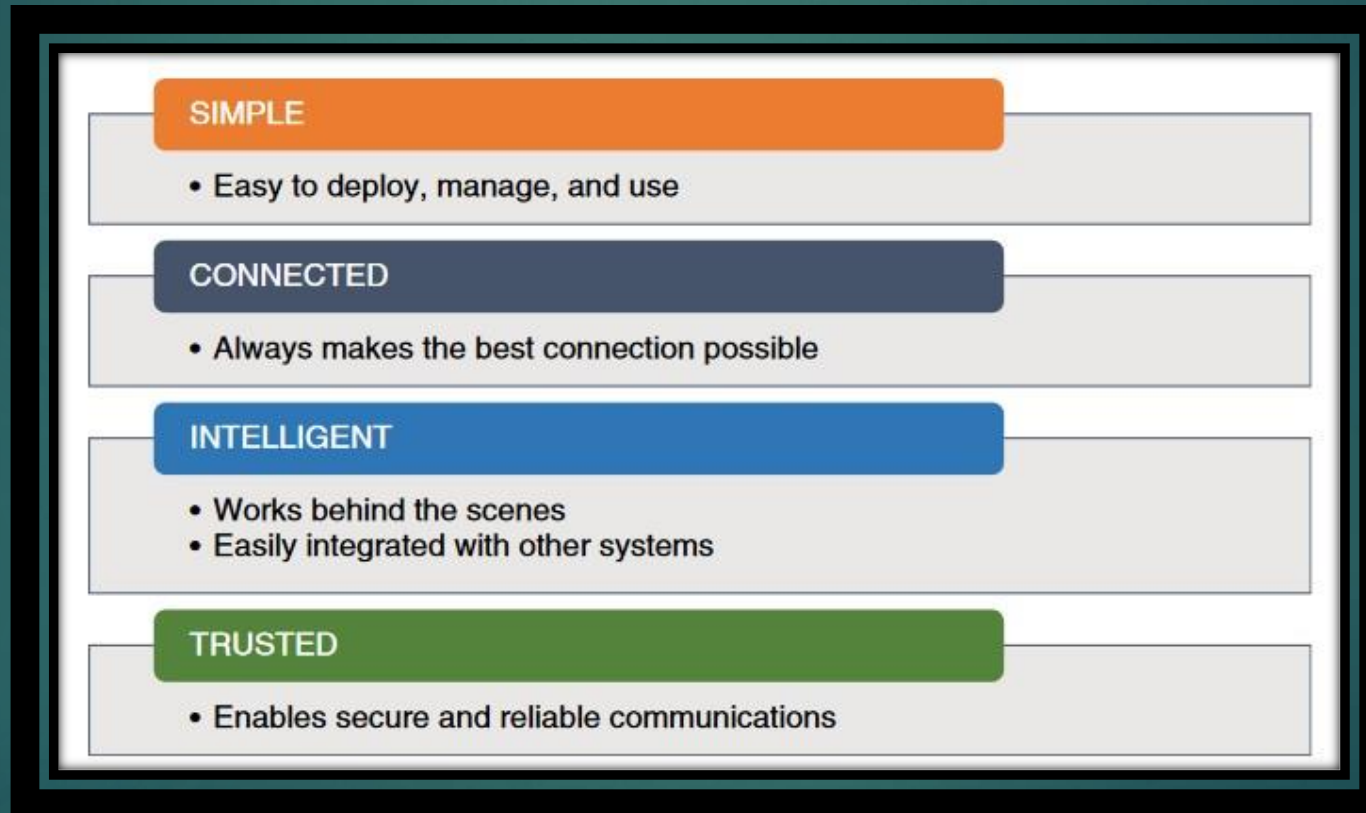 SIMPLE
• Easy to deploy, manage, and use
CONNECTED
• Always makes the best connection possible
INTELLIGENT
• Works behind the scenes
• Easily integrated with other systems
TRUSTED
• Enables secure and reliable communications